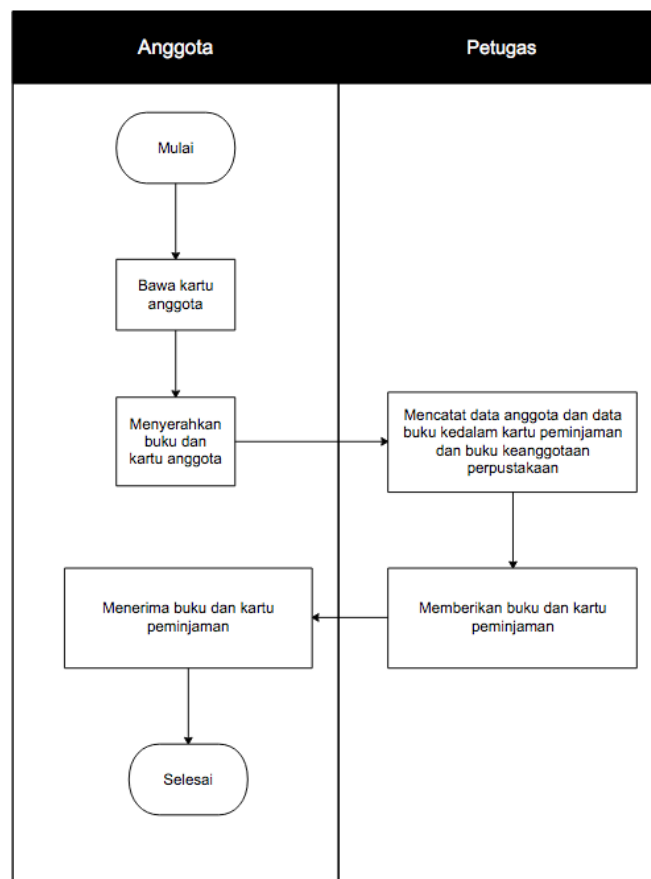 Anggota
Petugas
Mulai
Bawa kartu
anggota
Menyerahkan
buku dan
kartu anggota
Mencatat data anggota dan data
buku kedalam kartu peminjaman
dan buku keanggotaan
perpustakaan
Menerima buku dan kartu
peminjaman
Memberikan buku dan kartu
peminjaman
Selesai